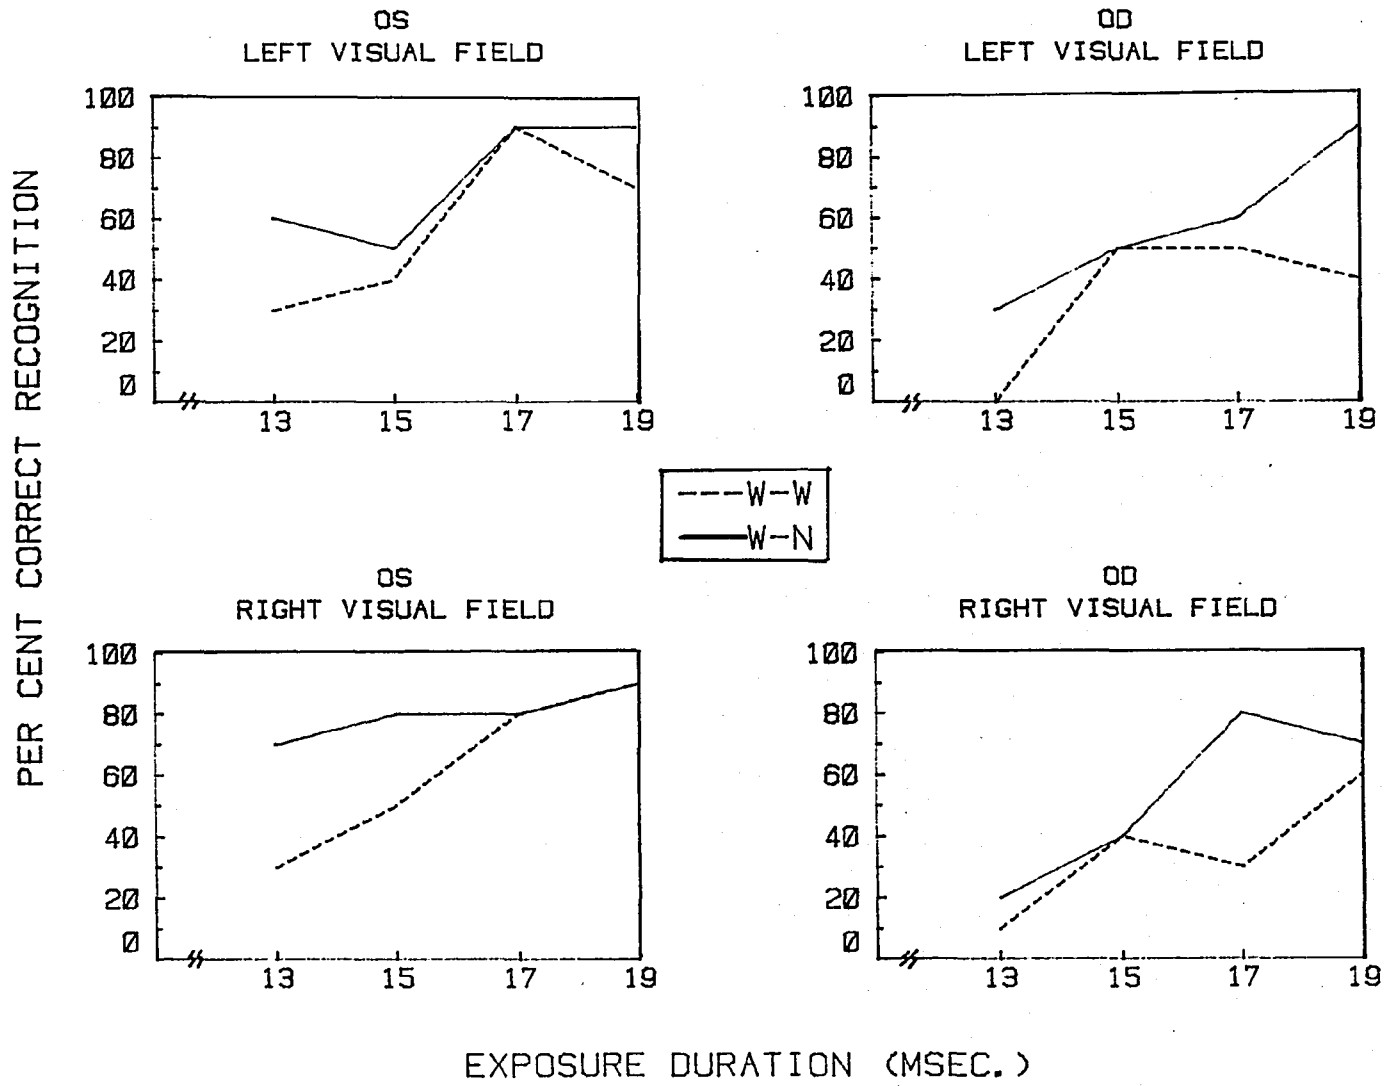 OS
LEFT VISUAL FIELD
OD
LEFT VISUAL FIELD
PER CENT CORRECT RECOGNITION
100
80
60
40
20
0
13 15 17 19
100
80
60
40
20
0
13 15 17 19
W-W
W-N
OS
RIGHT VISUAL FIELD
OD
RIGHT VISUAL FIELD
100
80
60
40
20
0
13 15 17 19
100
80
60
40
20
0
13 15 17 19
EXPOSURE DURATION (MSEC.)